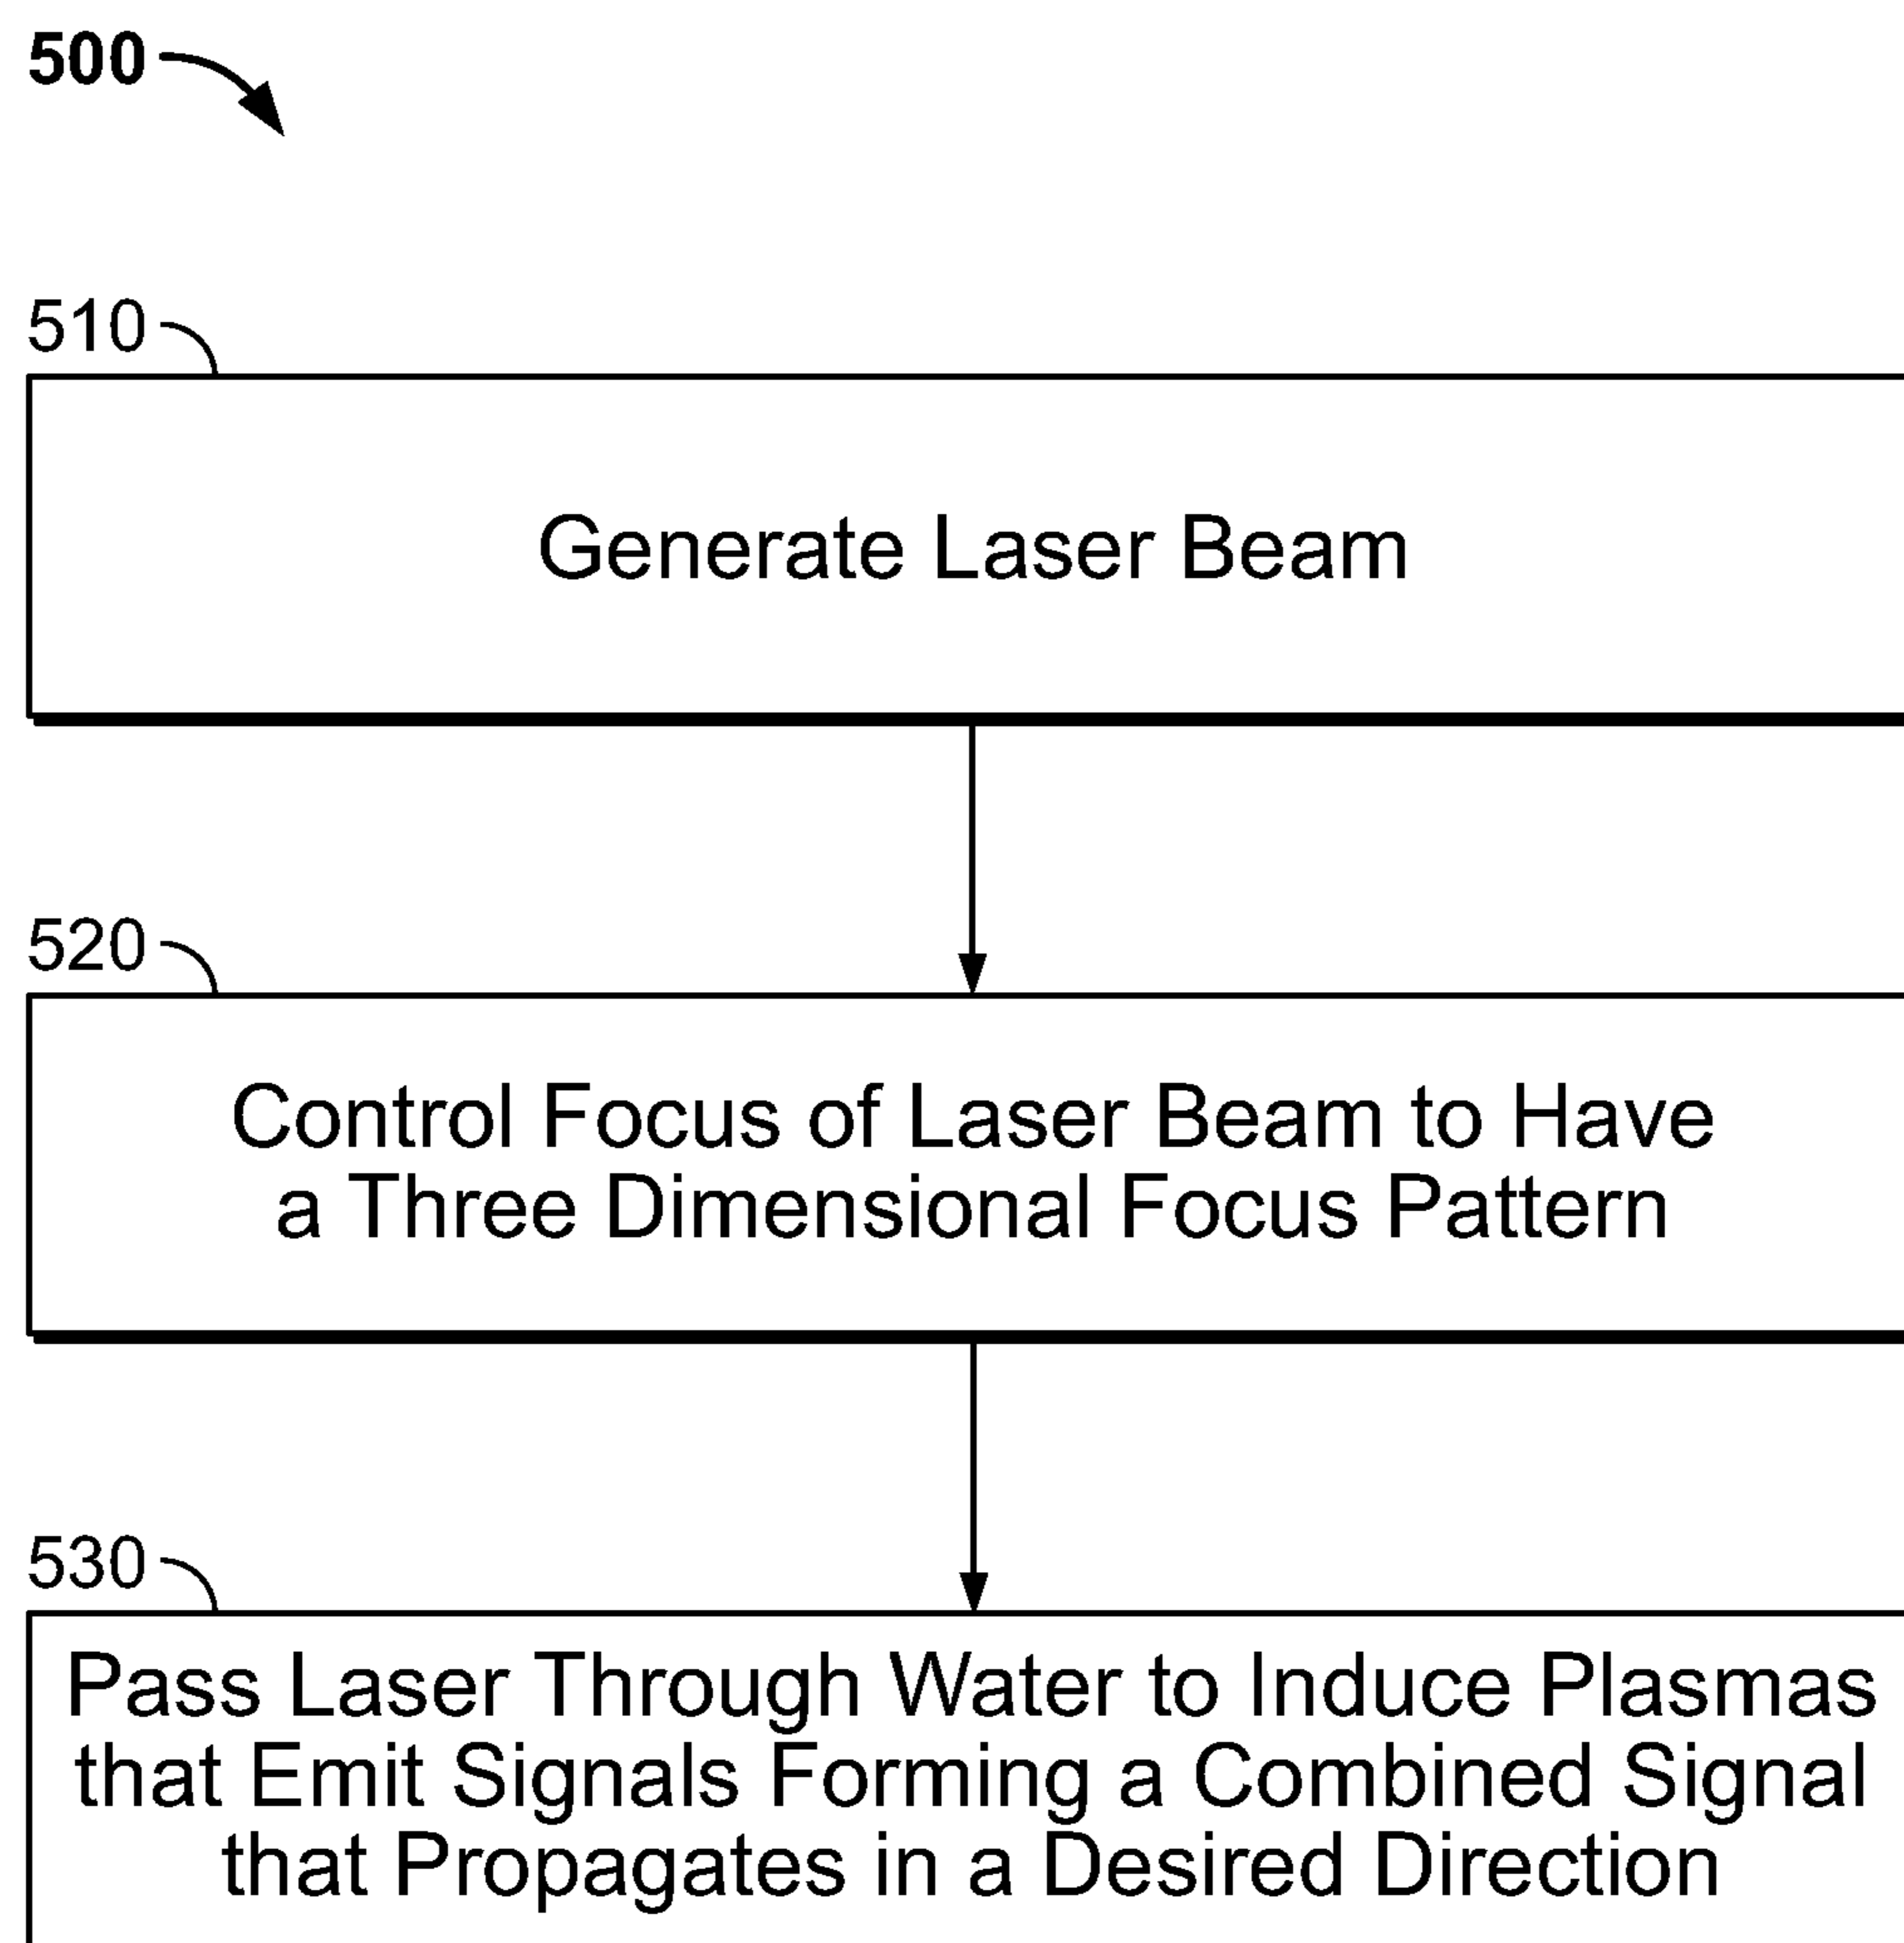 500
510
Generate Laser Beam
520
Control Focus of Laser Beam to Have
a Three Dimensional Focus Pattern
530
Pass Laser Through Water to Induce Plasmas
that Emit Signals Forming a Combined Signal
that Propagates in a Desired Direction